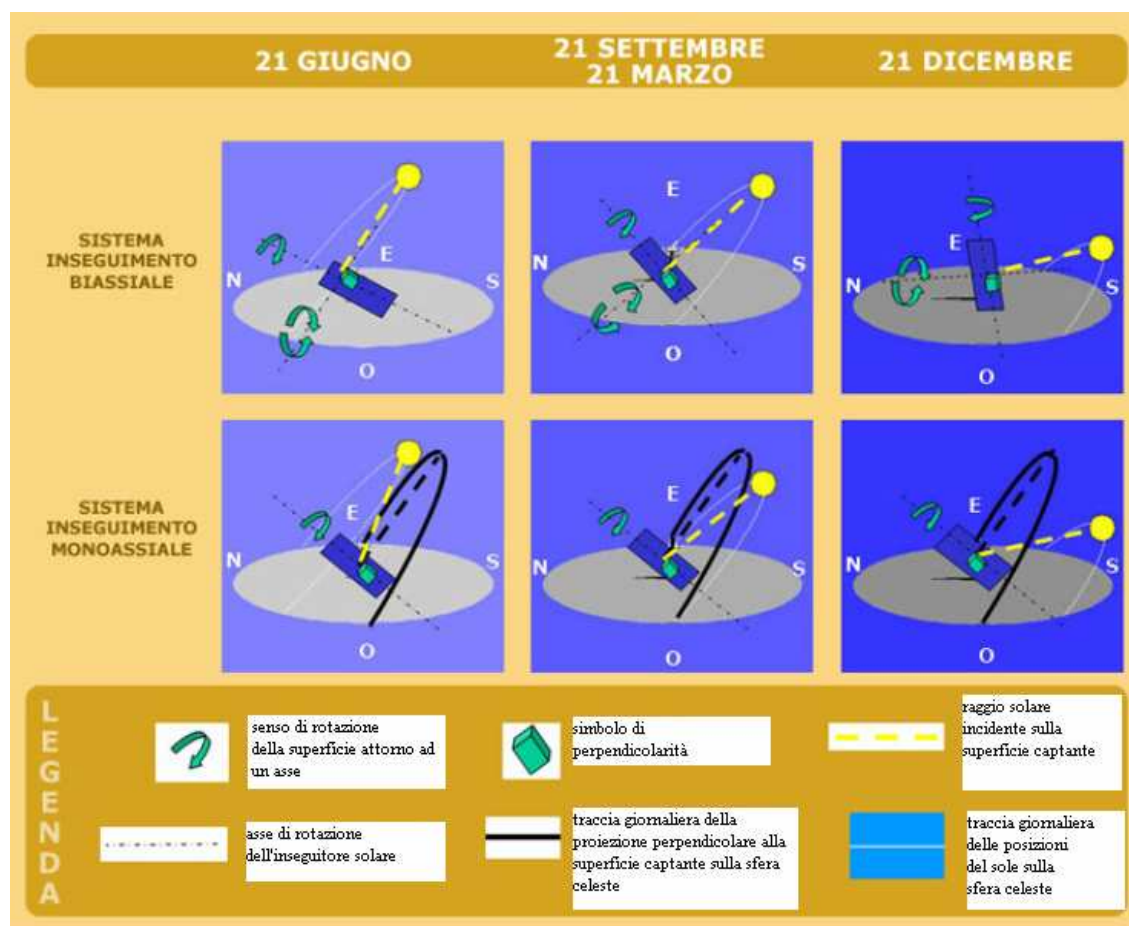 21 GIUGNO
21 SETTEMBRE
21 MARZO
21 DICEMBRE
SISTEMA
INSEGUIMENTO
BIASSIALE
N
E
S
O
N
E
S
O
N
E
S
O
SISTEMA
INSEGUIMENTO
MONOASSIALE
N
E
S
O
N
E
S
O
N
E
S
O
LEGENDA
senso di rotazione
della superficie attorno ad
un asse
simbolo di
perpendicolarità
raggio solare
incidente sulla
superficie captante
asse di rotazione
dell'inseguitore solare
traccia giornaliera della
proiezione perpendicolare alla
superficie captante sulla sfera
celeste
traccia giornaliera
delle posizioni
del sole sulla
sfera celeste